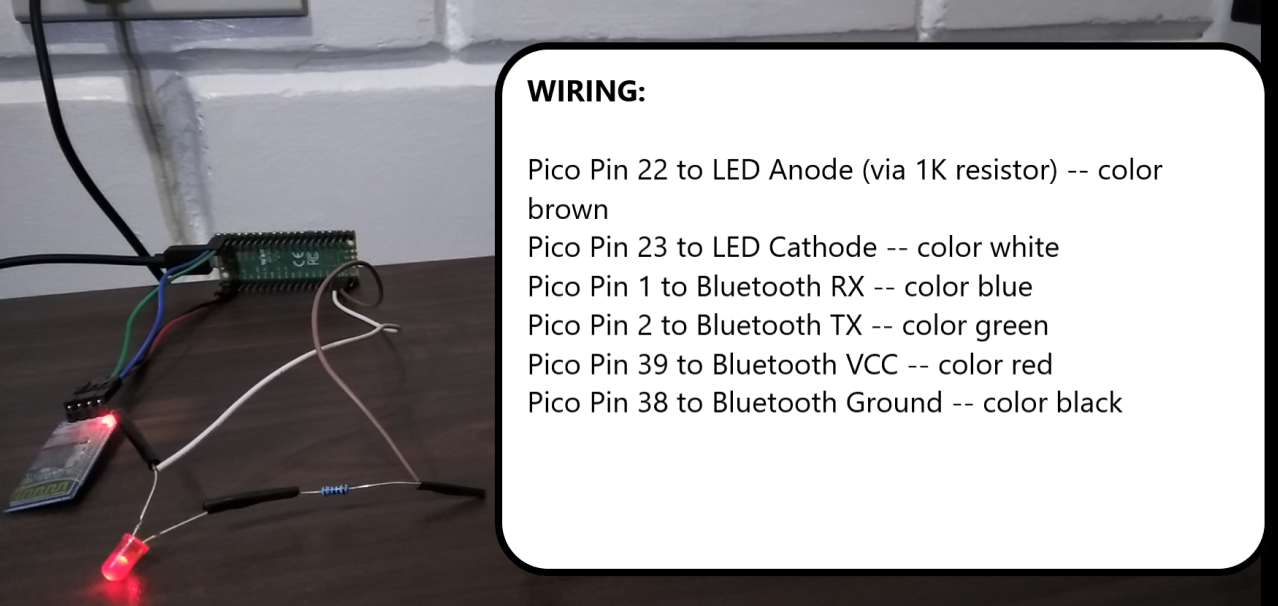 WIRING:
Pico Pin 22 to LED Anode (via 1K resistor) -- color
brown
Pico Pin 23 to LED Cathode -- color white
Pico Pin 1 to Bluetooth RX -- color blue
Pico Pin 2 to Bluetooth TX -- color green
Pico Pin 39 to Bluetooth VCC -- color red
Pico Pin 38 to Bluetooth Ground -- color black
CE
FC